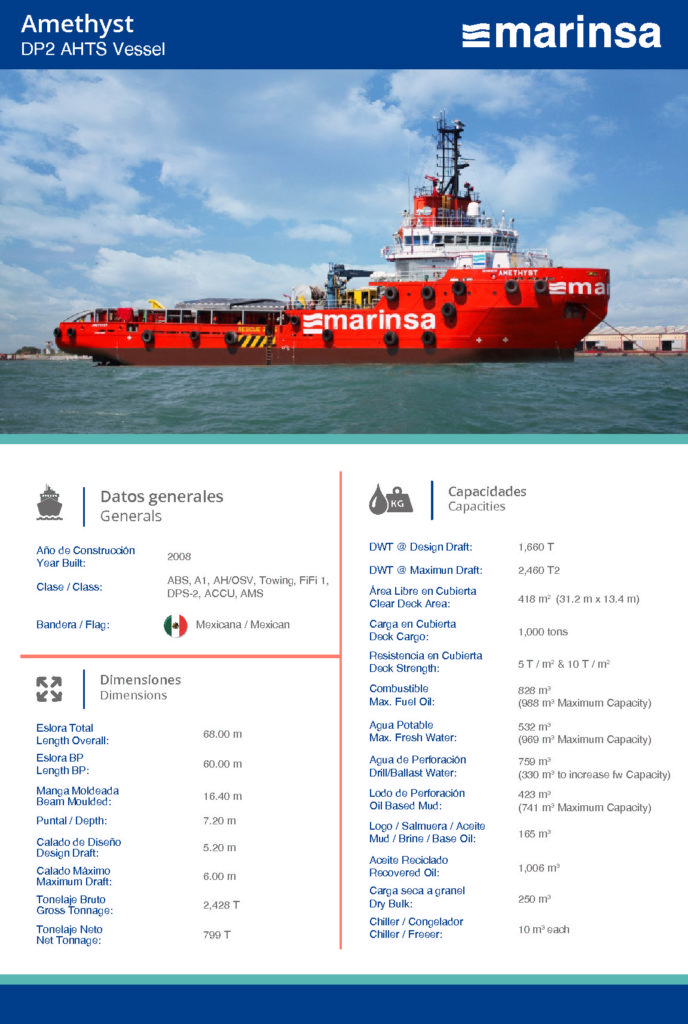 Amethyst
DP2 AHTS Vessel
marinsa
AMETHYST
marinsa
RESCUE
marinsa
Datos generales
Generals
Año de Construcción
Year Built:
2008
Clase / Class:
ABS, A1, AH/OSV, Towing, FiFi 1,
DPS-2, ACCU, AMS
Bandera / Flag:
Mexicana / Mexican
Dimensiones
Dimensions
Eslora Total
Length Overall:
68.00 m
Eslora BP
Length BP:
60.00 m
Manga Moldeada
Beam Moulded:
16.40 m
Puntal / Depth:
7.20 m
Calado de Diseño
Design Draft:
5.20 m
Calado Máximo
Maximum Draft:
6.00 m
Tonelaje Bruto
Gross Tonnage:
2,428 T
Tonelaje Neto
Net Tonnage:
799 T
KG
Capacidades
Capacities
DWT @ Design Draft:
1,660 T
DWT @ Maximun Draft:
2,460 T2
Área Libre en Cubierta
Clear Deck Area:
418 m² (31.2 m x 13.4 m)
Carga en Cubierta
Deck Cargo:
1,000 tons
Resistencia en Cubierta
Deck Strength:
5 T / m² & 10 T / m²
Combustible
Max. Fuel Oil:
828 m³
(988 m³ Maximum Capacity)
Agua Potable
Max. Fresh Water:
532 m³
(969 m³ Maximum Capacity)
Agua de Perforación
Drill/Ballast Water:
759 m³
(330 m³ to increase fw Capacity)
Lodo de Perforación
Oil Based Mud:
423 m³
(741 m³ Maximum Capacity)
Logo / Salmuera / Aceite
Mud / Brine / Base Oil:
165 m³
Aceite Reciclado
Recovered Oil:
1,006 m³
Carga seca a granel
Dry Bulk:
250 m³
Chiller / Congelador
Chiller / Freeer:
10 m³ each